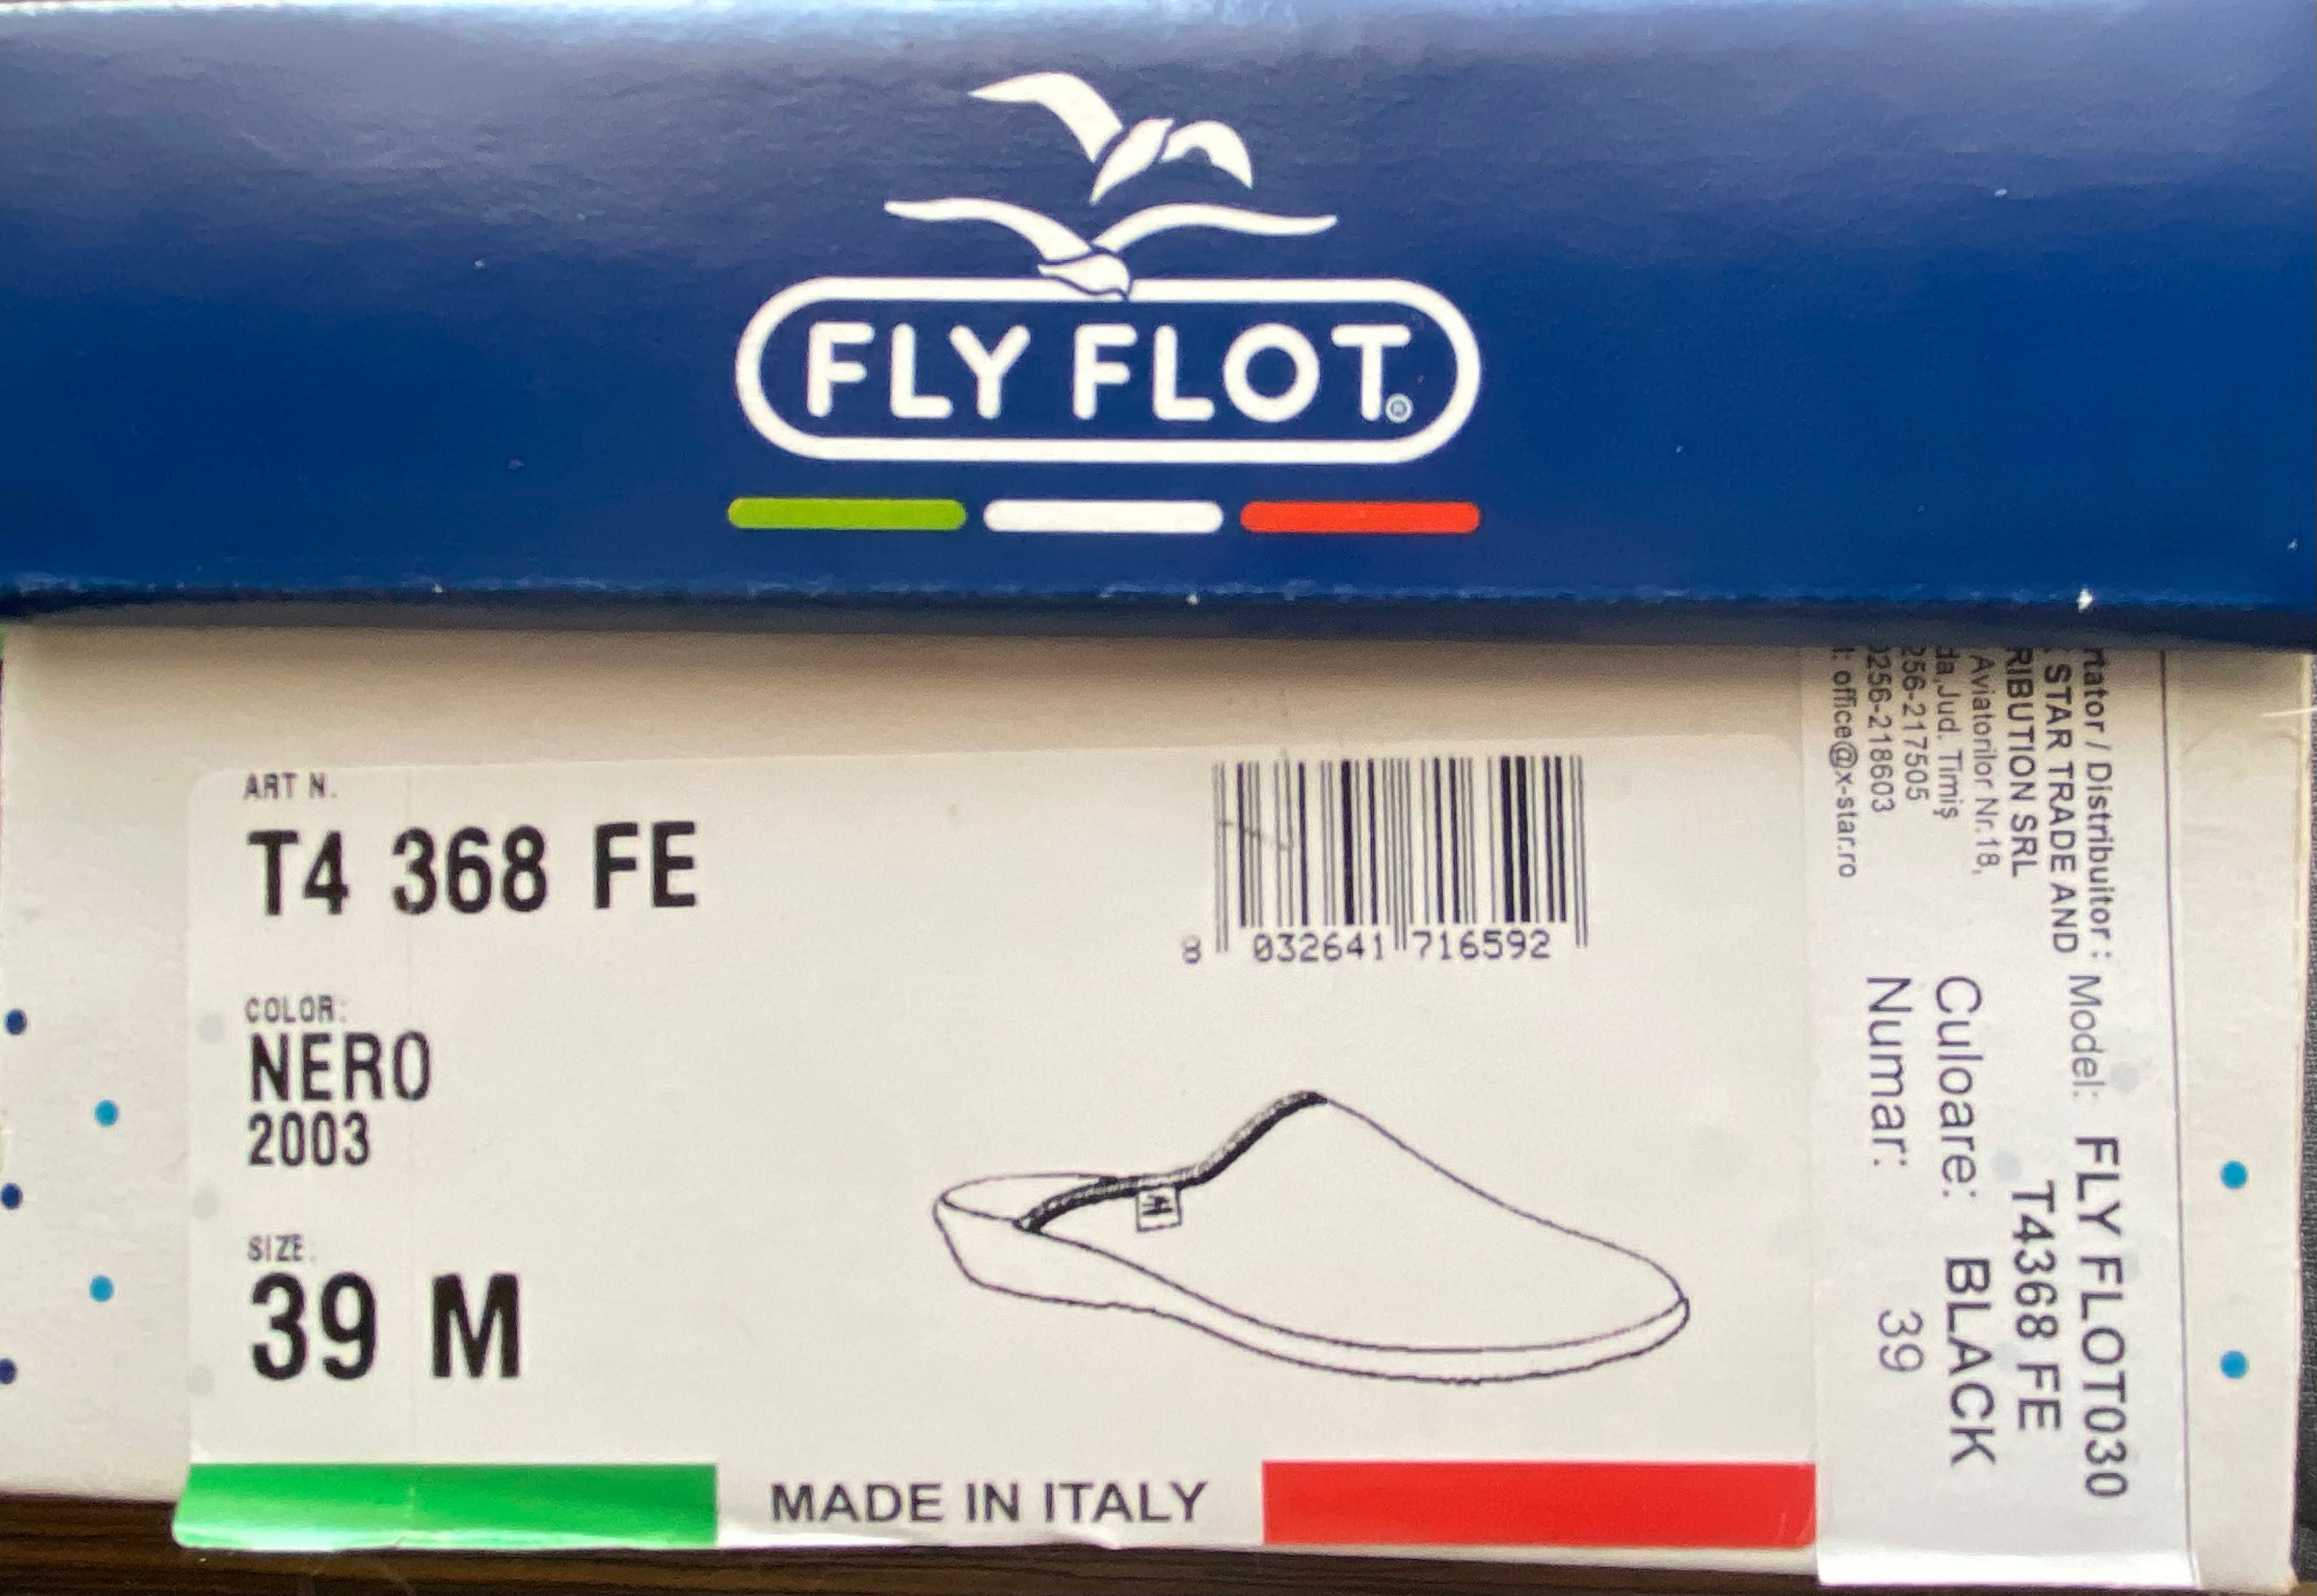 FLY FLOT®
ART N.
T4 368 FE
COLOR:
NERO
2003
SIZE:
39 M
8 032641 716592
MADE IN ITALY
/ Distribuitor:
STAR TRADE AND
SRL
Aviatorilor Nr.18,
Jud. Timiș
256-217505
0256-218603
office@x-star.ro
Model: FLY FLOT030
T4368 FE
Culoare: BLACK
Numar: 39